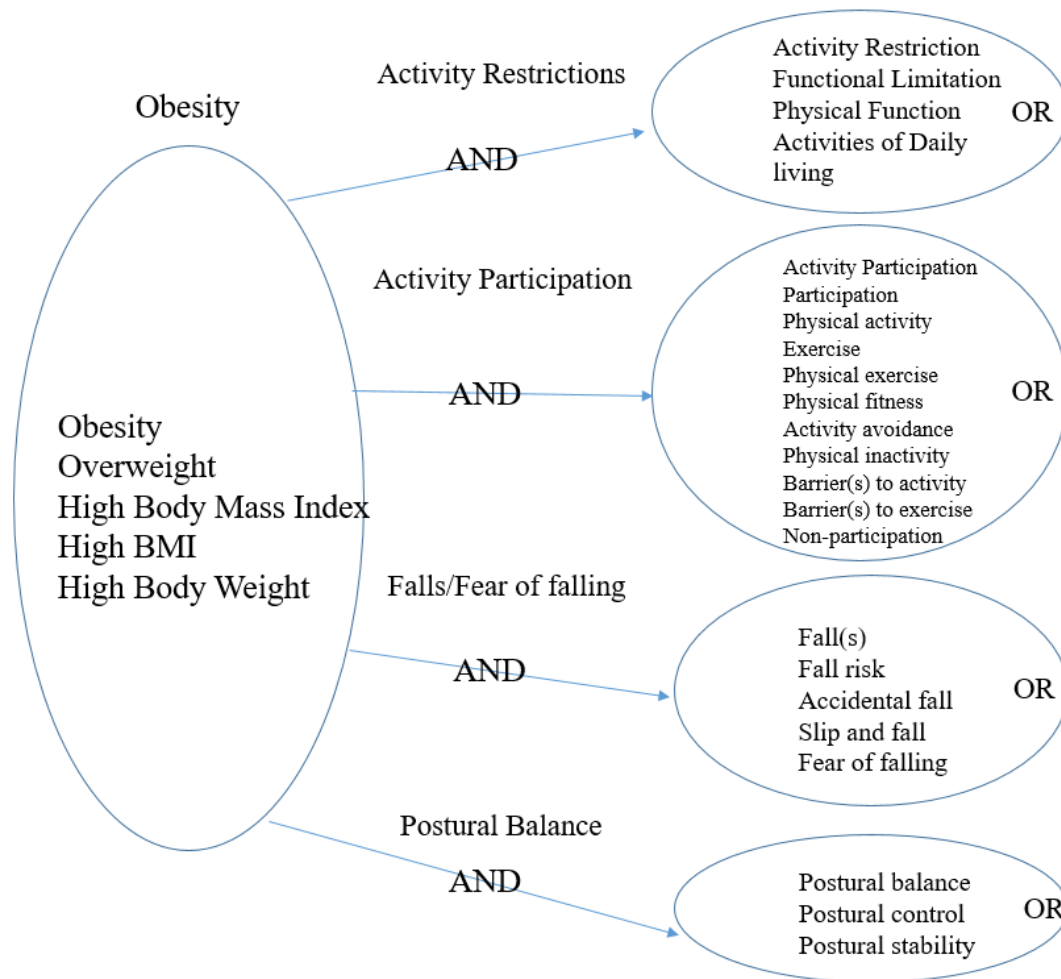 Obesity
Obesity
Overweight
High Body Mass Index
High BMI
High Body Weight
Activity Restrictions
AND
Activity Restriction
Functional Limitation
Physical Function
Activities of Daily
living
OR
Activity Participation
AND
Activity Participation
Participation
Physical activity
Exercise
Physical exercise
Physical fitness
Activity avoidance
Physical inactivity
Barrier(s) to activity
Barrier(s) to exercise
Non-participation
OR
Falls/Fear of falling
AND
Fall(s)
Fall risk
Accidental fall
Slip and fall
Fear of falling
OR
Postural Balance
AND
Postural balance
Postural control
Postural stability
OR